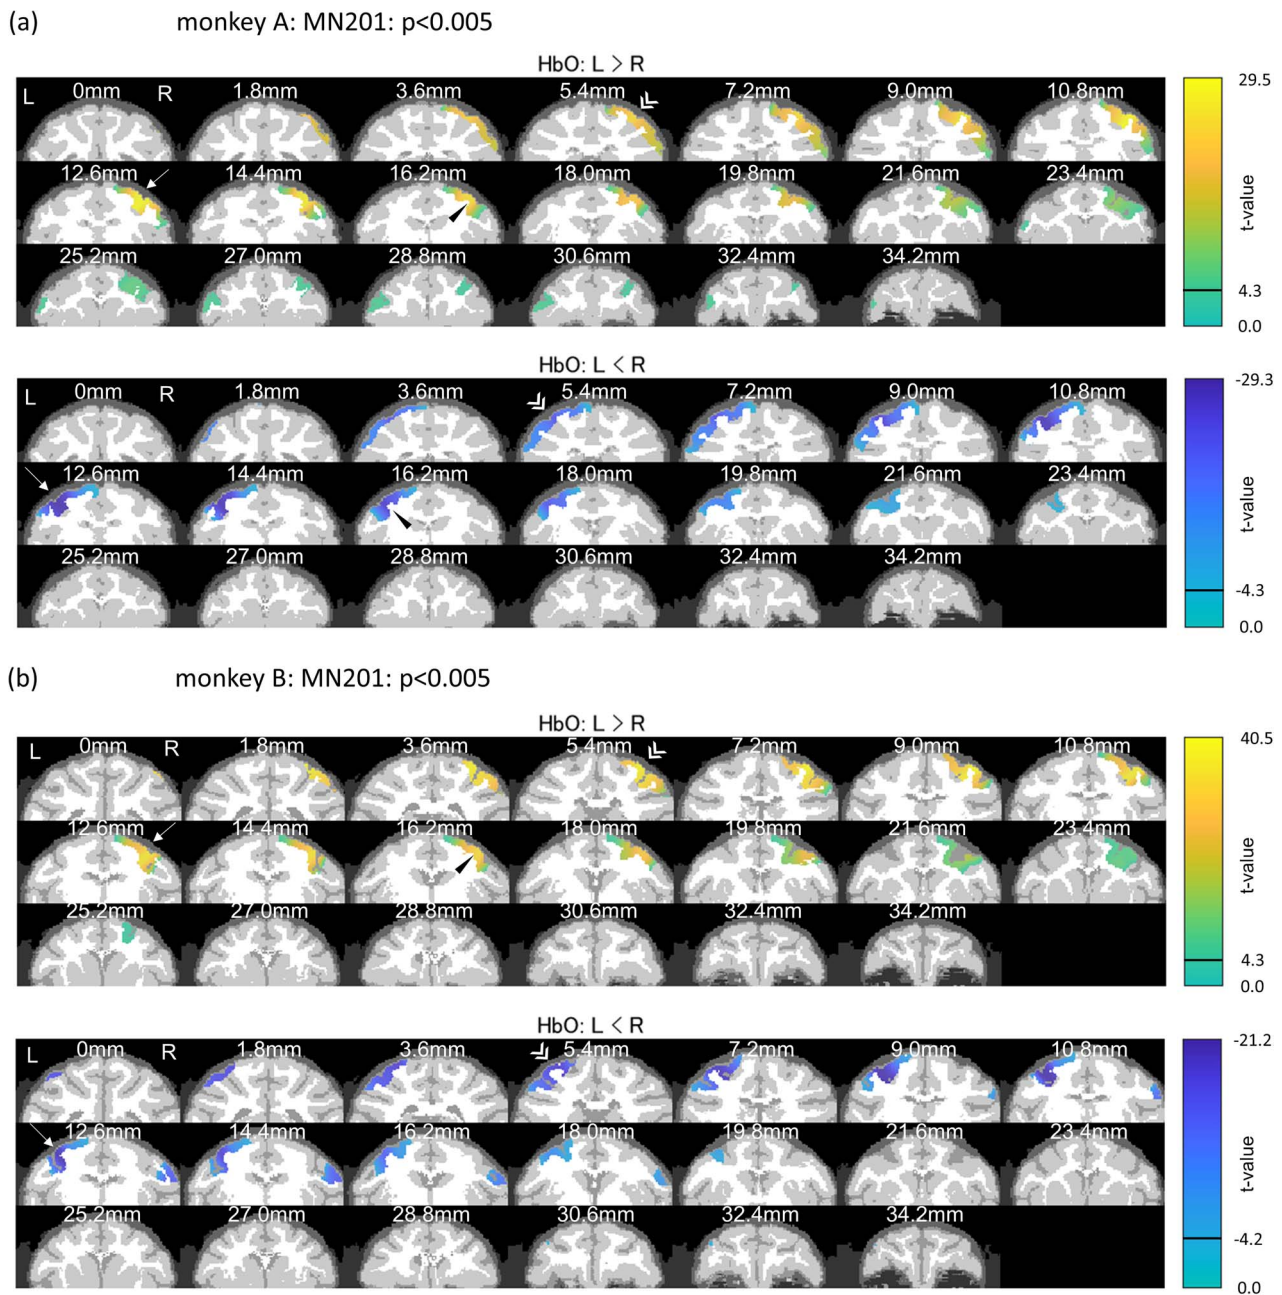 (a) monkey A: MN201: p<0.005
HbO: L > R
L 0mm R 1.8mm 3.6mm 5.4mm 7.2mm 9.0mm 10.8mm
12.6mm 14.4mm 16.2mm 18.0mm 19.8mm 21.6mm 23.4mm
25.2mm 27.0mm 28.8mm 30.6mm 32.4mm 34.2mm
29.5
t-value
4.3
0.0
HbO: L < R
L 0mm R 1.8mm 3.6mm 5.4mm 7.2mm 9.0mm 10.8mm
12.6mm 14.4mm 16.2mm 18.0mm 19.8mm 21.6mm 23.4mm
25.2mm 27.0mm 28.8mm 30.6mm 32.4mm 34.2mm
-29.3
t-value
-4.3
0.0
(b) monkey B: MN201: p<0.005
HbO: L > R
L 0mm R 1.8mm 3.6mm 5.4mm 7.2mm 9.0mm 10.8mm
12.6mm 14.4mm 16.2mm 18.0mm 19.8mm 21.6mm 23.4mm
25.2mm 27.0mm 28.8mm 30.6mm 32.4mm 34.2mm
40.5
t-value
4.3
0.0
HbO: L < R
L 0mm R 1.8mm 3.6mm 5.4mm 7.2mm 9.0mm 10.8mm
12.6mm 14.4mm 16.2mm 18.0mm 19.8mm 21.6mm 23.4mm
25.2mm 27.0mm 28.8mm 30.6mm 32.4mm 34.2mm
-21.2
t-value
-4.2
0.0